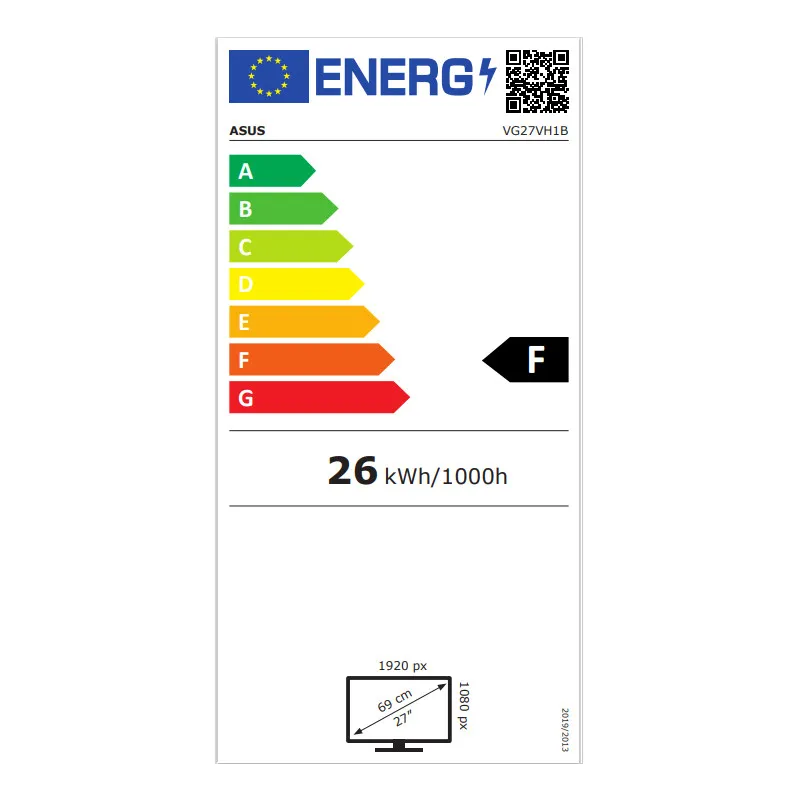 ENERG
ASUS VG27VH1B
A
B
C
D
E
F
F
G
26 kWh/1000h
1920 px
69 cm
27"
1080 px
2019/2013